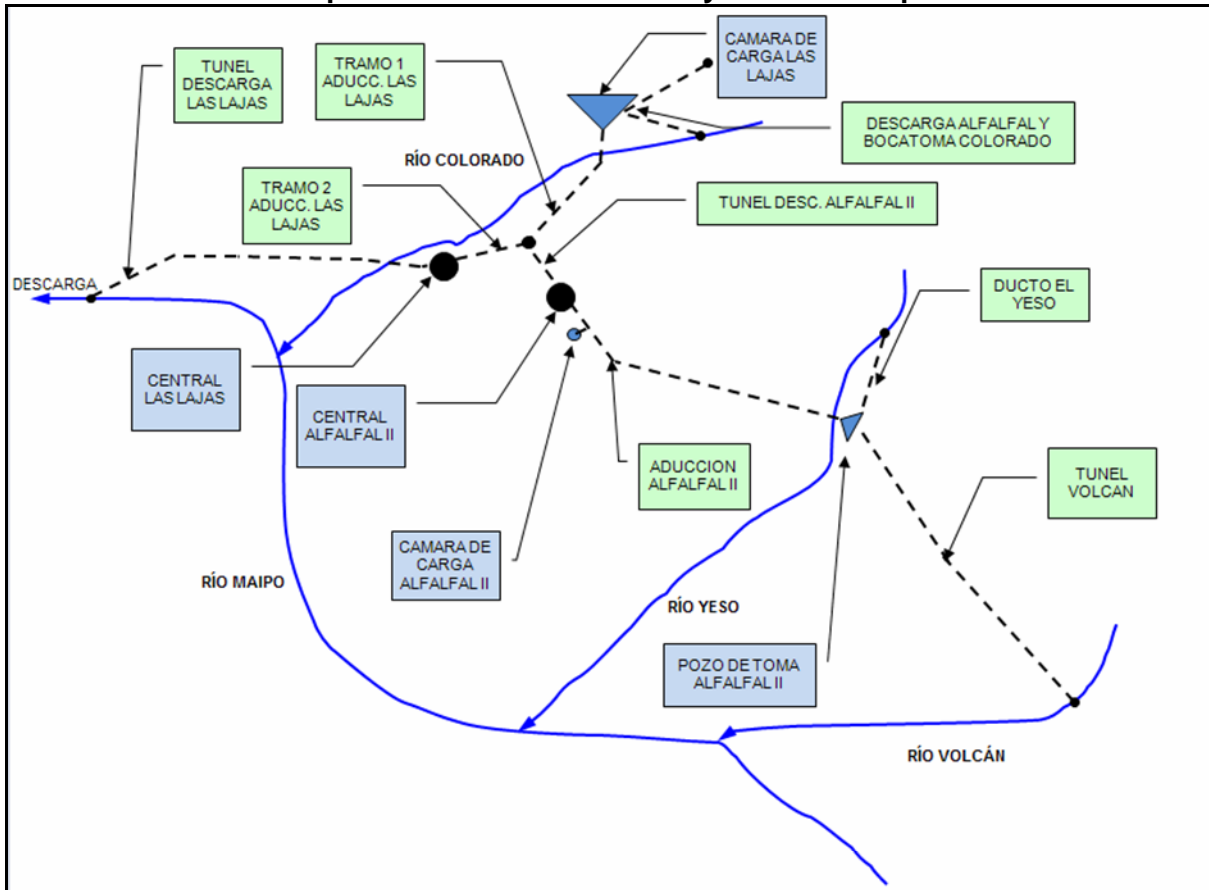 CAMARA DE
CARGA LAS
LAJAS
TUNEL
DESCARGA
LAS LAJAS
TRAMO 1
ADUCC. LAS
LAJAS
DESCARGA ALFALFAL Y
BOCATOMA COLORADO
RÍO COLORADO
TRAMO 2
ADUCC. LAS
LAJAS
TUNEL DESC. ALFALFAL II
DESCARGA
DUCTO EL
YESO
CENTRAL
LAS LAJAS
CENTRAL
ALFALFAL II
ADUCCION
ALFALFAL II
TUNEL
VOLCAN
CAMARA DE
CARGA
ALFALFAL II
RÍO MAIPO
RÍO YESO
POZO DE TOMA
ALFALFAL II
RÍO VOLCÁN